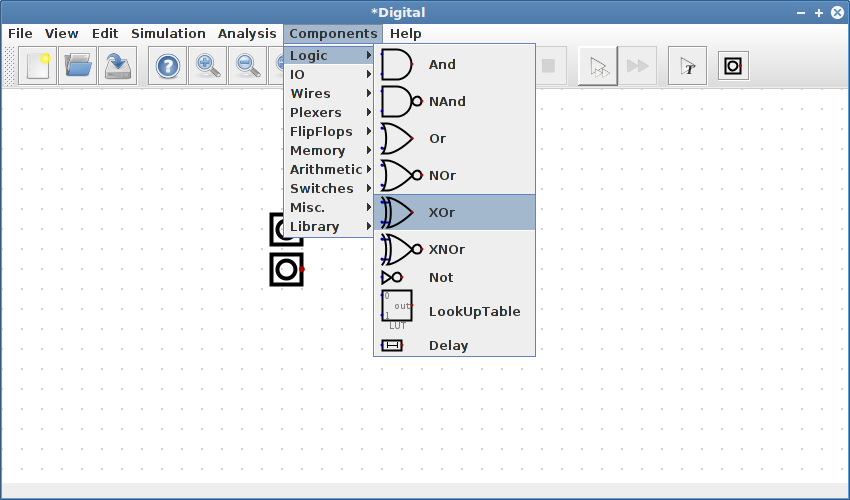 *Digital
File View Edit Simulation Analysis Components Help
?
T
Logic
IO
Wires
Plexers
FlipFlops
Memory
Arithmetic
Switches
Misc.
Library
And
NAnd
Or
NOr
XOr
XNOr
Not
0
out
1
LUT
LookUpTable
Delay